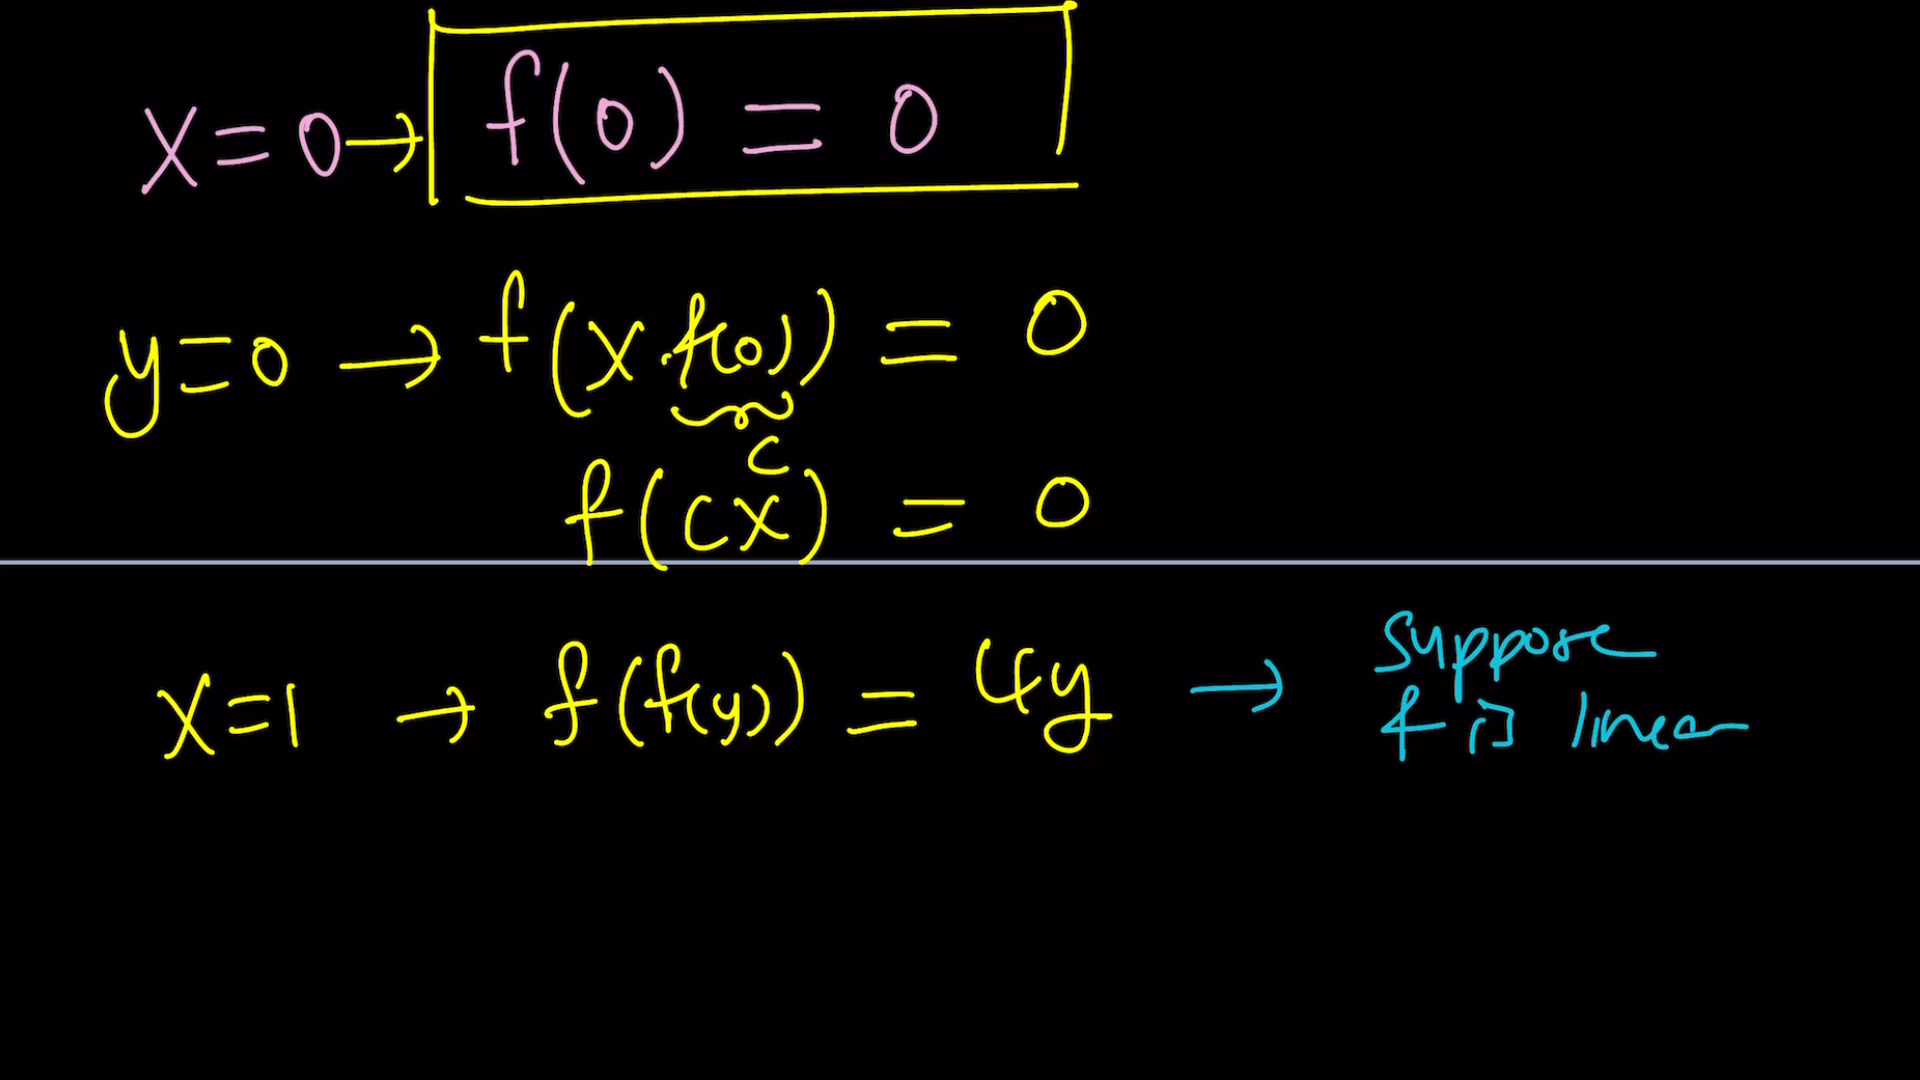 x=0→ f(0) = 0
y=0 → f(x·f(0)) = 0
c
f(cx) = 0
x=1 → f(f(y)) = 4y → suppose
f is linear